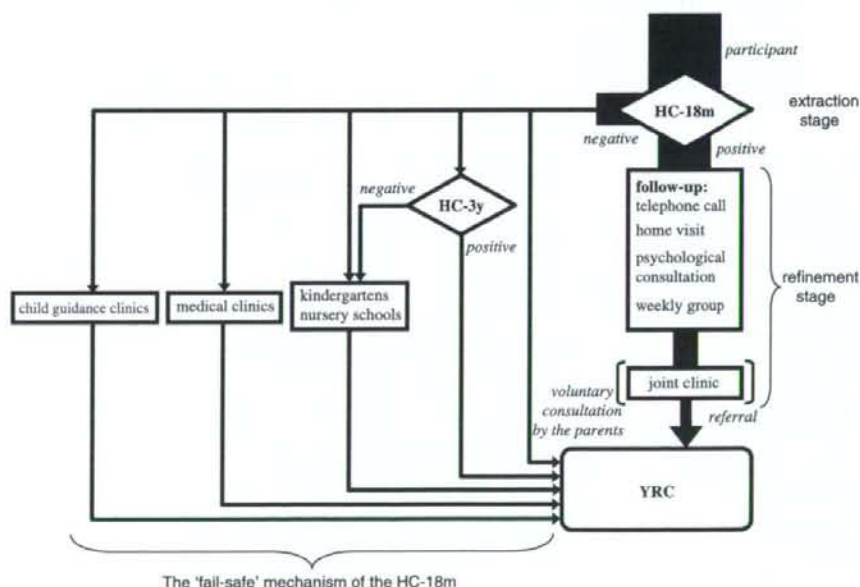 participant
HC-18m
extraction
stage
negative
positive
follow-up:
telephone call
home visit
psychological
consultation
weekly group
refinement
stage
negative
HC-3y
positive
child guidance clinics
medical clinics
kindergartens
nursery schools
joint clinic
voluntary
consultation
by the parents
referral
YRC
The 'fail-safe' mechanism of the HC-18m